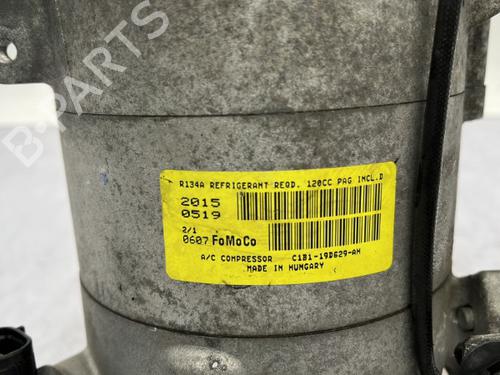 B-PARTS
R134A REFRIGERANT REQD. 120CC PAG INCL.D
2015
0519
2/1
0607 FoMoCo
A/C COMPRESSOR C1B1-19D629-AH
MADE IN HUNGARY